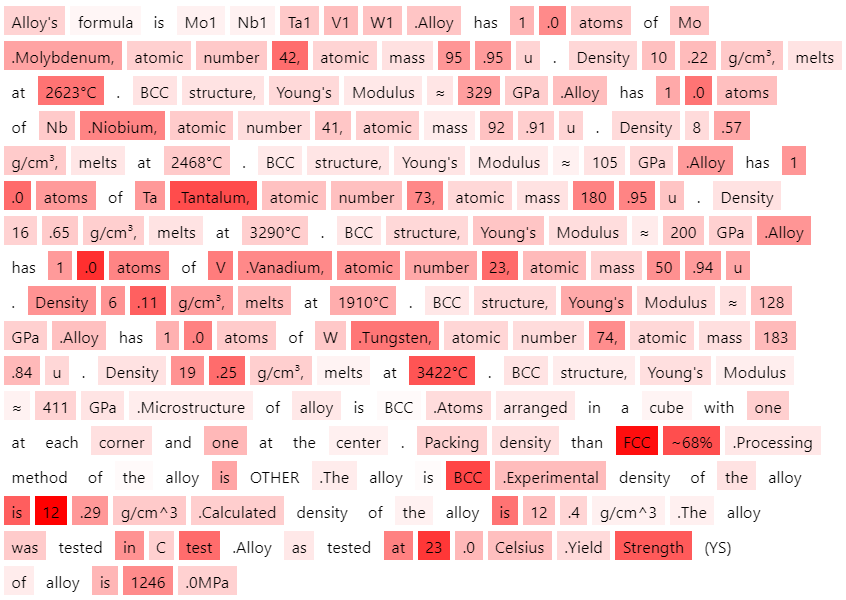 Alloy's formula is Mo1 Nb1 Ta1 V1 W1 .Alloy has 1 .0 atoms of Mo
.Molybdenum, atomic number 42, atomic mass 95 .95 u . Density 10 .22 g/cm³, melts
at 2623°C . BCC structure, Young's Modulus ≈ 329 GPa .Alloy has 1 .0 atoms
of Nb .Niobium, atomic number 41, atomic mass 92 .91 u . Density 8 .57
g/cm³, melts at 2468°C . BCC structure, Young's Modulus ≈ 105 GPa .Alloy has 1
.0 atoms of Ta .Tantalum, atomic number 73, atomic mass 180 .95 u . Density
16 .65 g/cm³, melts at 3290°C . BCC structure, Young's Modulus ≈ 200 GPa .Alloy
has 1 .0 atoms of V .Vanadium, atomic number 23, atomic mass 50 .94 u
. Density 6 .11 g/cm³, melts at 1910°C . BCC structure, Young's Modulus ≈ 128
GPa .Alloy has 1 .0 atoms of W .Tungsten, atomic number 74, atomic mass 183
.84 u . Density 19 .25 g/cm³, melts at 3422°C . BCC structure, Young's Modulus
≈ 411 GPa .Microstructure of alloy is BCC .Atoms arranged in a cube with one
at each corner and one at the center . Packing density than FCC ~68% .Processing
method of the alloy is OTHER .The alloy is BCC .Experimental density of the alloy
is 12 .29 g/cm^3 .Calculated density of the alloy is 12 .4 g/cm^3 .The alloy
was tested in C test .Alloy as tested at 23 .0 Celsius .Yield Strength (YS)
of alloy is 1246 .0MPa